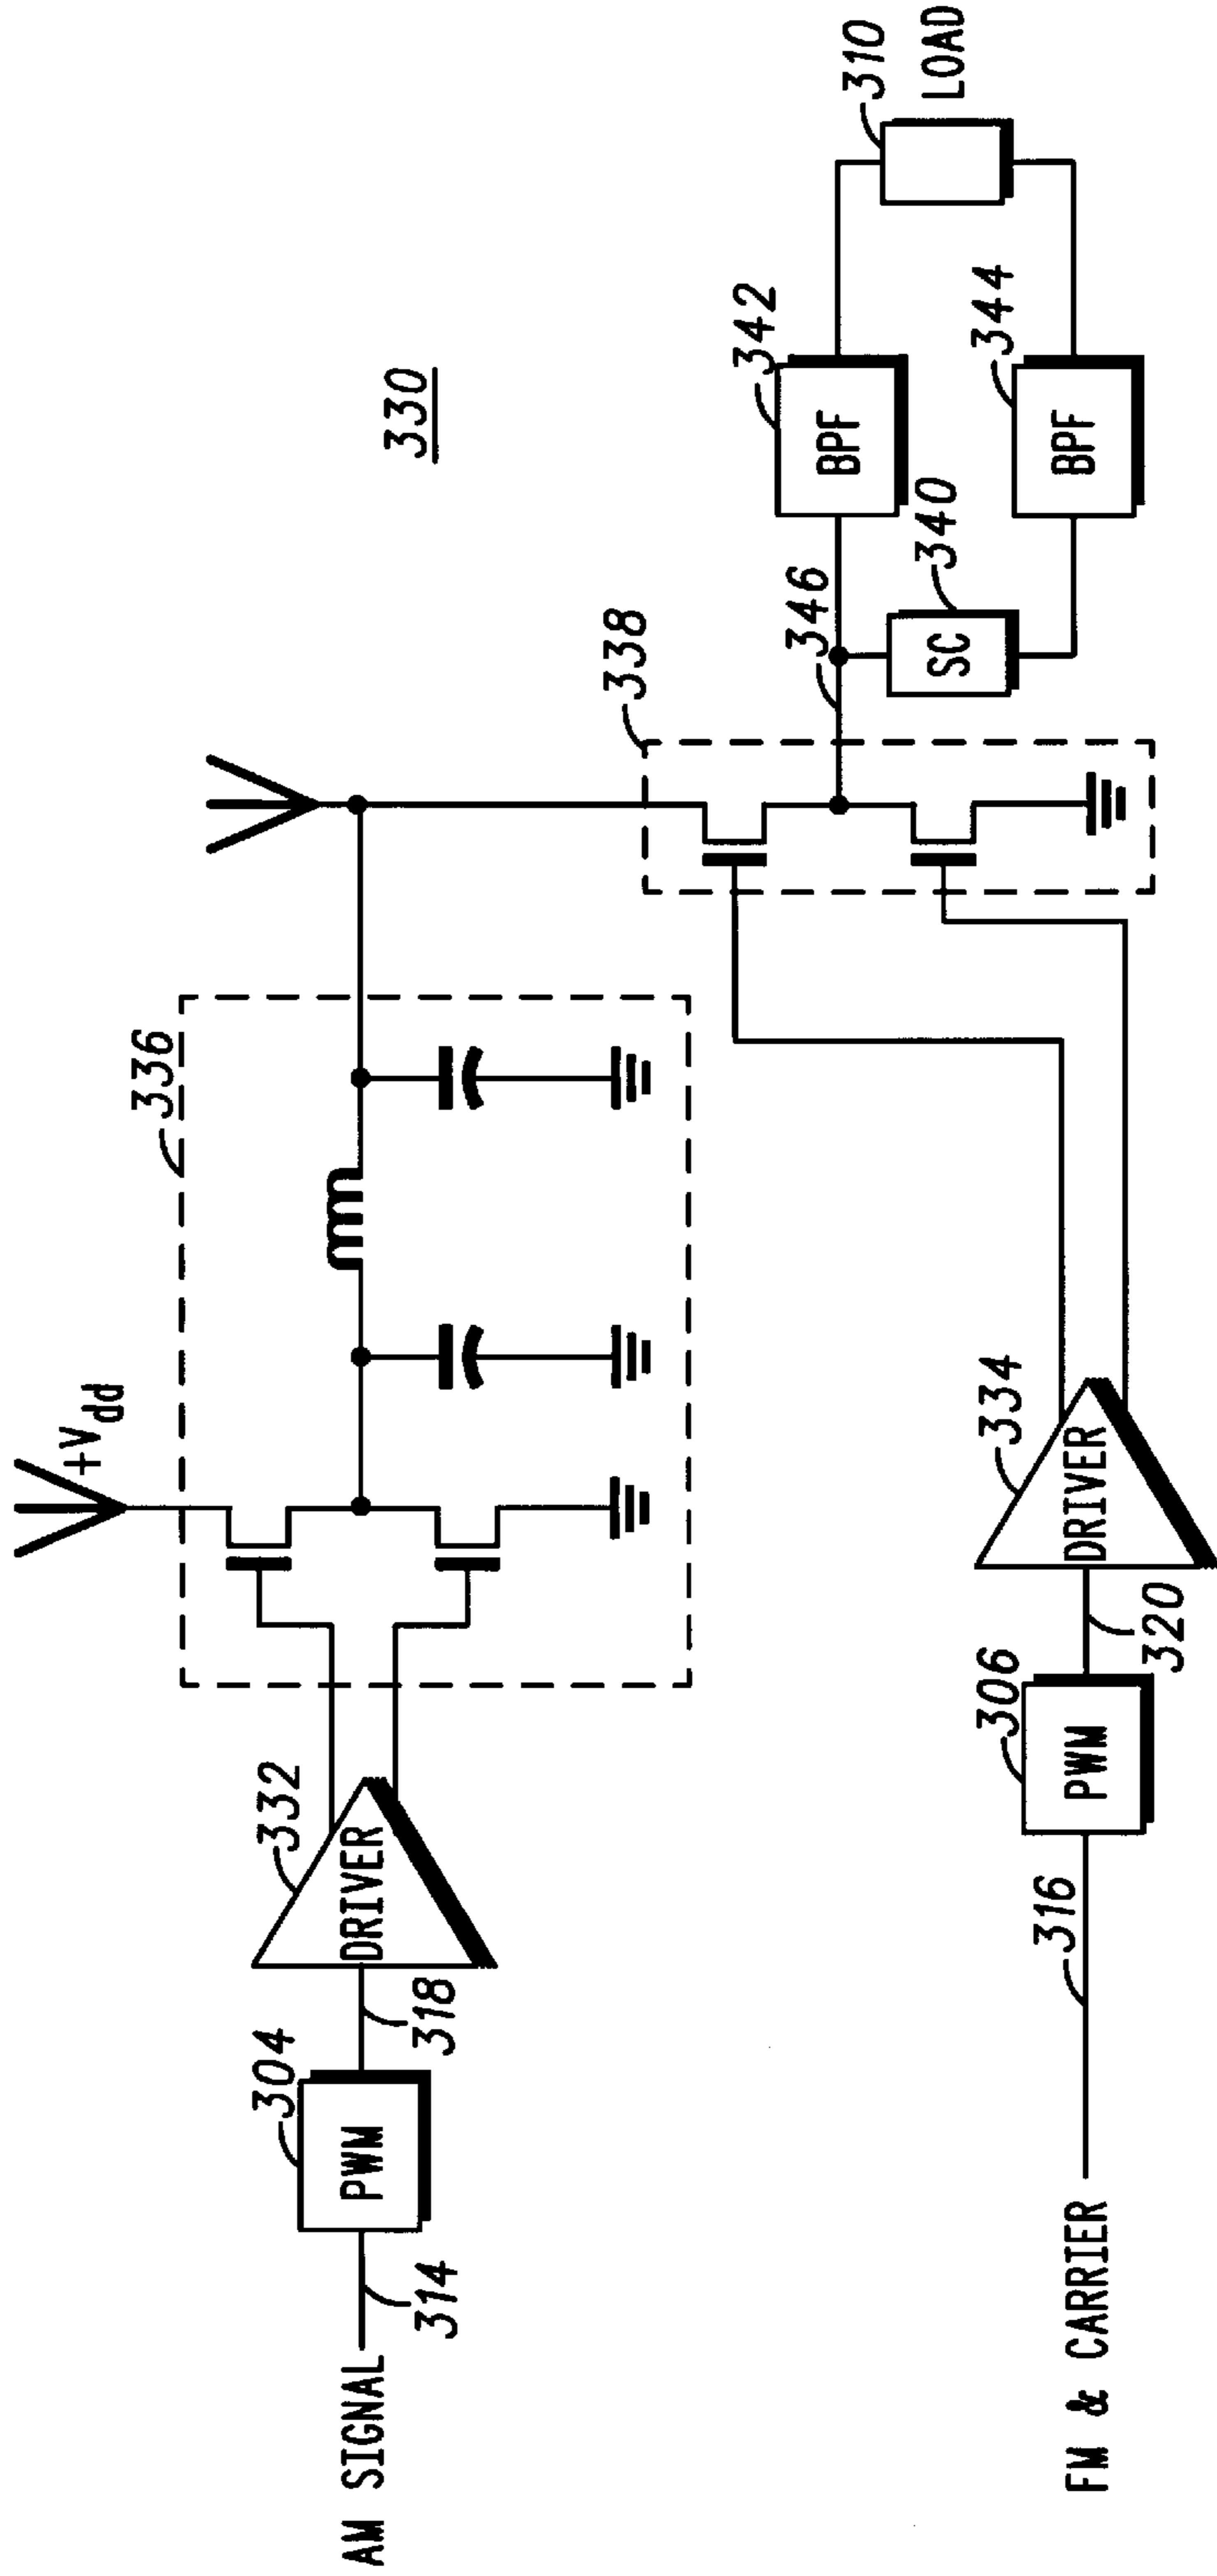 330
+Vdd
336
332
304
AM SIGNAL
314
PWM
318
DRIVER
338
346
342
BPF
310
LOAD
SC
340
344
BPF
334
DRIVER
306
PWM
320
316
FM & CARRIER